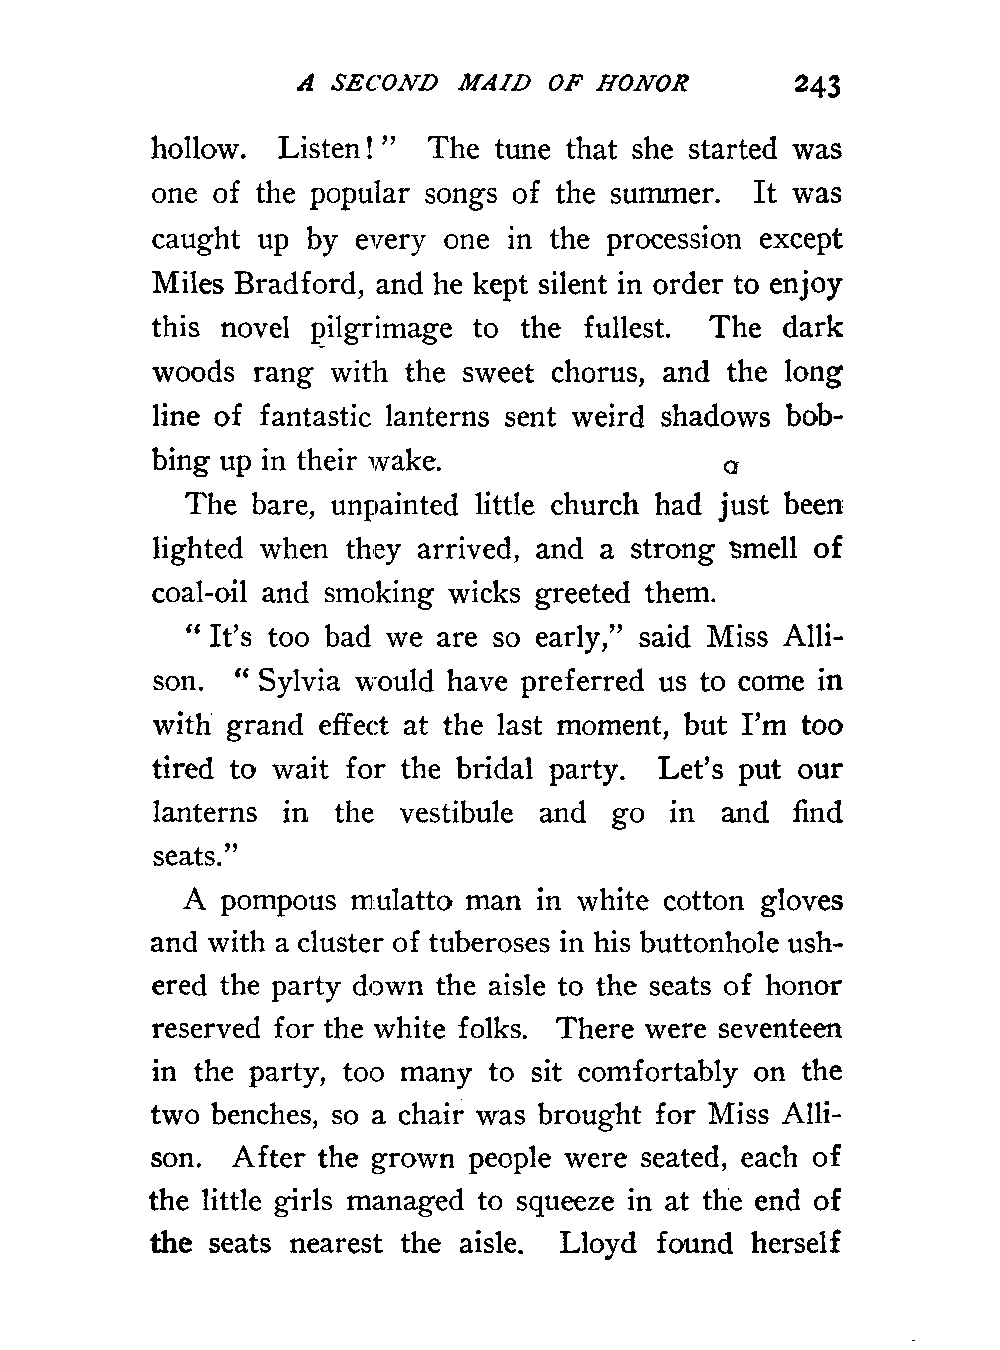 A SECOND MAID OF HONOR 243
hollow. Listen!" The tune that she started was
one of the popular songs of the summer. It was
caught up by every one in the procession except
Miles Bradford, and he kept silent in order to enjoy
this novel pilgrimage to the fullest. The dark
woods rang with the sweet chorus, and the long
line of fantastic lanterns sent weird shadows bob-
bing up in their wake.
The bare, unpainted little church had just been
lighted when they arrived, and a strong smell of
coal-oil and smoking wicks greeted them.
"It's too bad we are so early," said Miss Alli-
son. "Sylvia would have preferred us to come in
with grand effect at the last moment, but I'm too
tired to wait for the bridal party. Let's put our
lanterns in the vestibule and go in and find
seats."
A pompous mulatto man in white cotton gloves
and with a cluster of tuberoses in his buttonhole ush-
ered the party down the aisle to the seats of honor
reserved for the white folks. There were seventeen
in the party, too many to sit comfortably on the
two benches, so a chair was brought for Miss Alli-
son. After the grown people were seated, each of
the little girls managed to squeeze in at the end of
the seats nearest the aisle. Lloyd found herself